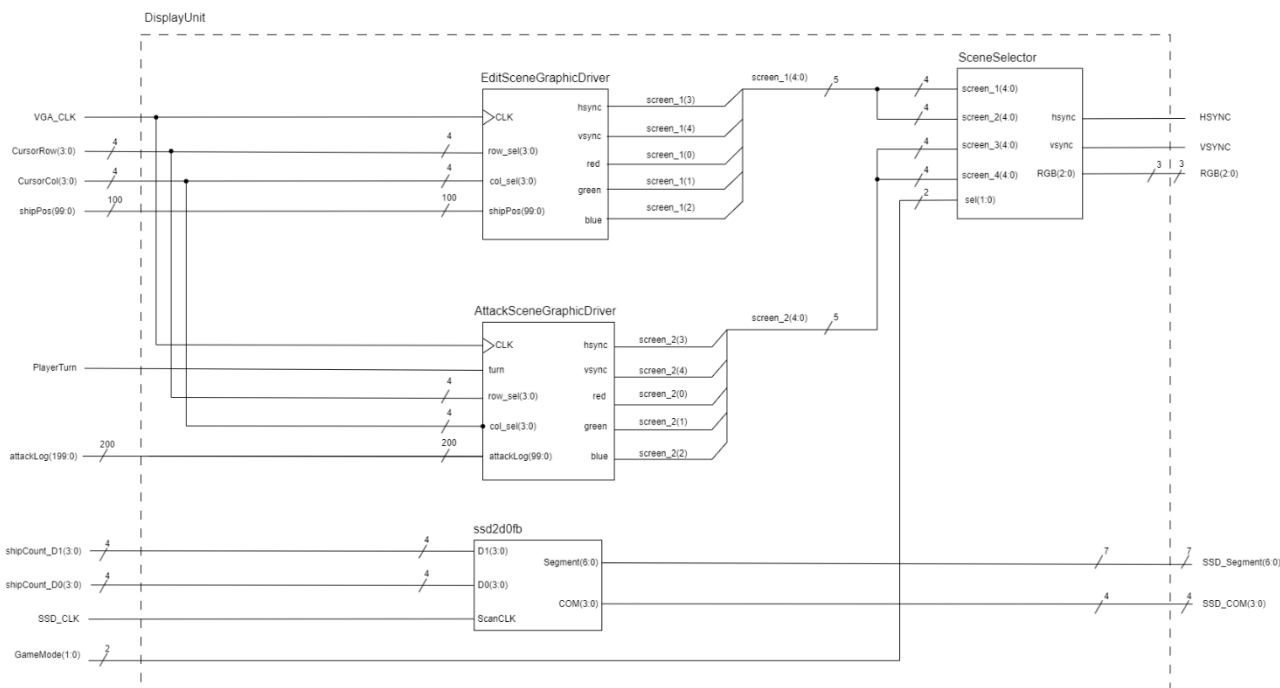 DisplayUnit
SceneSelector
EditSceneGraphicDriver
screen_1(4:0)
5
4
screen_1(4:0)
hsync
screen_1(3)
VGA_CLK
CLK
4
screen_2(4:0)
hsync
HSYNC
vsync
screen_1(4)
CursorRow(3:0)
4
4
row_sel(3:0)
4
screen_3(4:0)
vsync
VSYNC
red
screen_1(0)
CursorCol(3:0)
4
4
col_sel(3:0)
4
screen_4(4:0)
RGB(2:0)
3
3
RGB(2:0)
green
screen_1(1)
shipPos(99:0)
100
100
shipPos(99:0)
2
sel(1:0)
blue
screen_1(2)
AttackSceneGraphicDriver
screen_2(4:0)
5
CLK
hsync
screen_2(3)
PlayerTurn
turn
vsync
screen_2(4)
4
row_sel(3:0)
red
screen_2(0)
4
col_sel(3:0)
green
screen_2(1)
attackLog(199:0)
200
200
attackLog(99:0)
blue
screen_2(2)
ssd2d0fb
shipCount_D1(3:0)
4
4
D1(3:0)
Segment(6:0)
7
7
SSD_Segment(6:0)
shipCount_D0(3:0)
4
4
D0(3:0)
COM(3:0)
4
4
SSD_COM(3:0)
SSD_CLK
ScanCLK
GameMode(1:0)
2